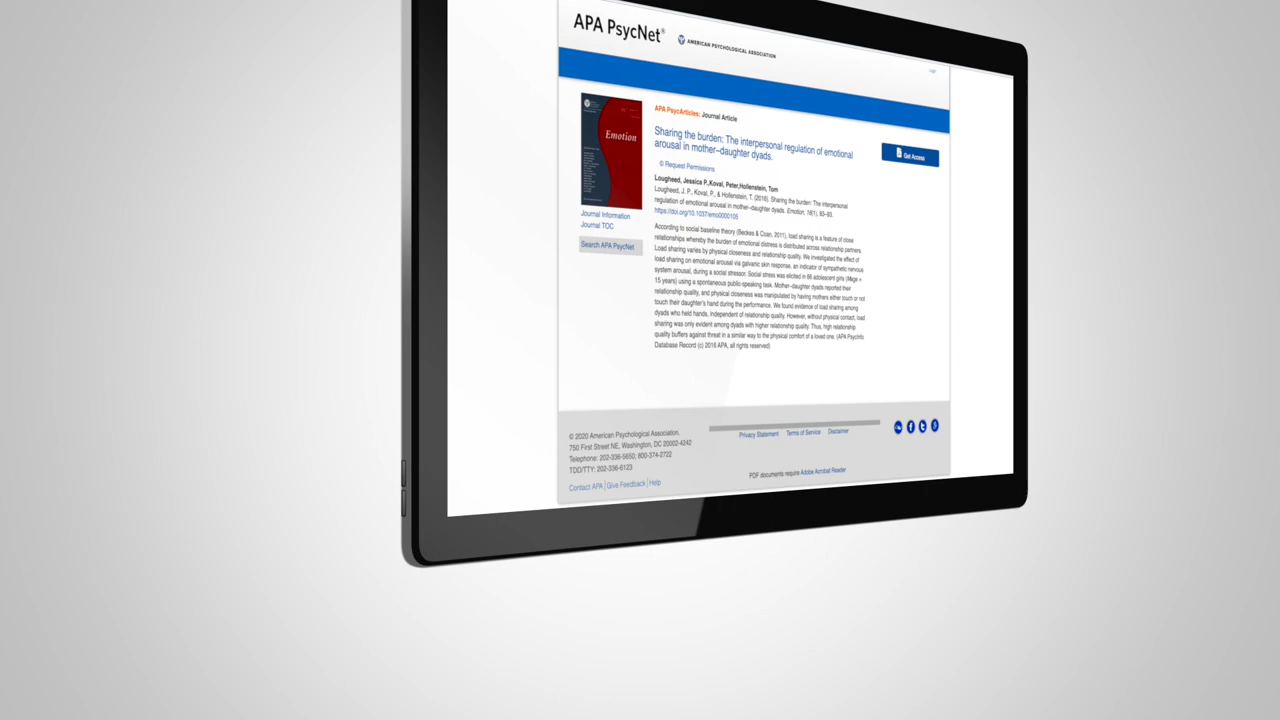 APA PsycNet®
AMERICAN PSYCHOLOGICAL ASSOCIATION
Login
Emotion
APA PsycArticles: Journal Article
Sharing the burden: The interpersonal regulation of emotional
arousal in mother–daughter dyads.
Get Access
© Request Permissions
Lougheed, Jessica P.,Koval, Peter,Hollenstein, Tom
Lougheed, J. P., Koval, P., & Hollenstein, T. (2016). Sharing the burden: The interpersonal
regulation of emotional arousal in mother–daughter dyads. Emotion, 16(1), 83–93.
https://doi.org/10.1037/emo0000105
Journal Information
Journal TOC
Search APA PsycNet
According to social baseline theory (Beckes & Coan, 2011), load sharing is a feature of close
relationships whereby the burden of emotional distress is distributed across relationship partners.
Load sharing varies by physical closeness and relationship quality. We investigated the effect of
load sharing on emotional arousal via galvanic skin response, an indicator of sympathetic nervous
system arousal, during a social stressor. Social stress was elicited in 66 adolescent girls (Mage =
15 years) using a spontaneous public-speaking task. Mother–daughter dyads reported their
relationship quality, and physical closeness was manipulated by having mothers either touch or not
touch their daughter's hand during the performance. We found evidence of load sharing among
dyads who held hands, independent of relationship quality. However, without physical contact, load
sharing was only evident among dyads with higher relationship quality. Thus, high relationship
quality buffers against threat in a similar way to the physical comfort of a loved one. (APA PsycInfo
Database Record (c) 2016 APA, all rights reserved)
© 2020 American Psychological Association.
750 First Street NE, Washington, DC 20002-4242
Telephone: 202-336-5650; 800-374-2722
TDD/TTY: 202-336-6123
Contact APA | Give Feedback | Help
Privacy Statement Terms of Service Disclaimer
PDF documents require Adobe Acrobat Reader